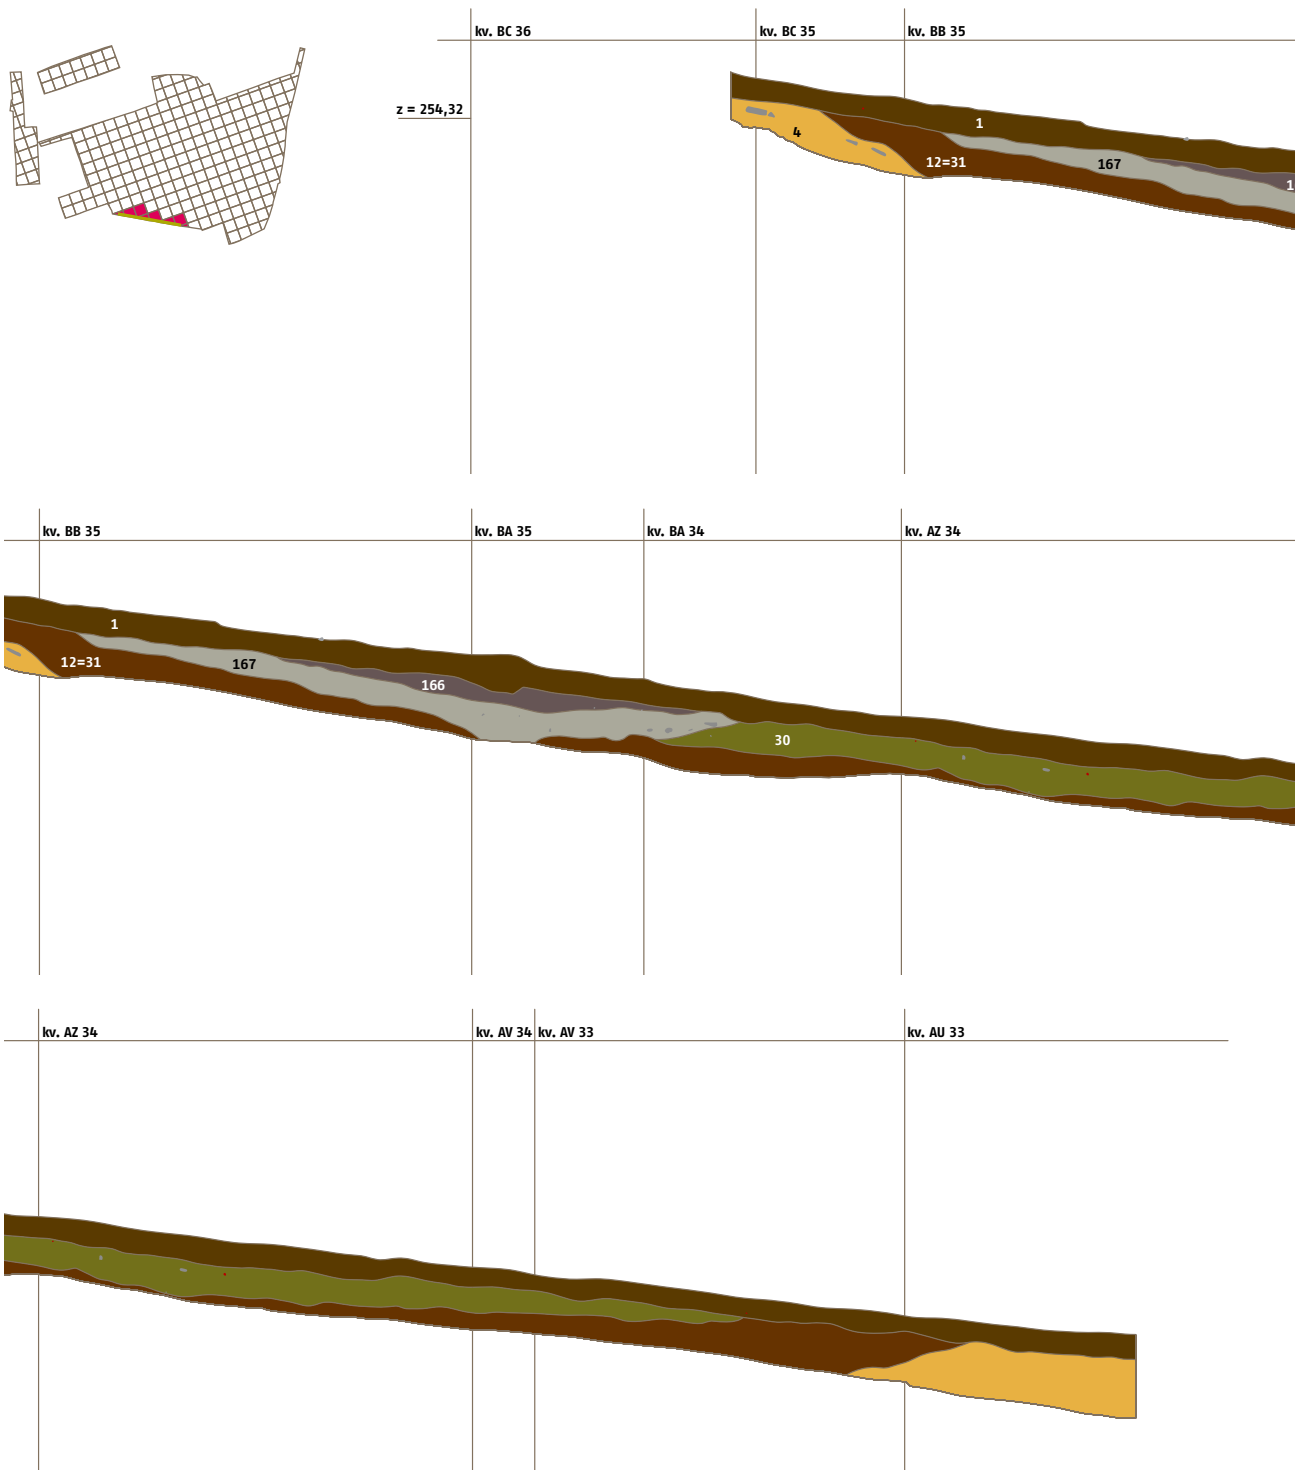 kv. BC 36
kv. BC 35
kv. BB 35
z = 254,32
1
4
12=31
167
1
kv. BB 35
kv. BA 35
kv. BA 34
kv. AZ 34
1
12=31
167
166
30
kv. AZ 34
kv. AV 34
kv. AV 33
kv. AU 33